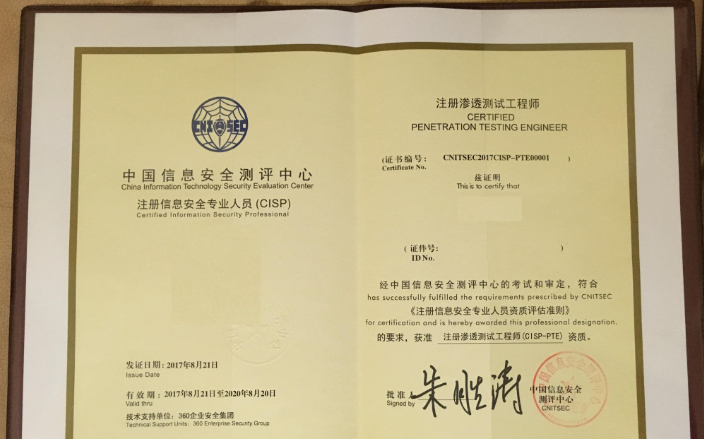 CNITSEC
中国信息安全测评中心
China Information Technology Security Evaluation Center
注册信息安全专业人员(CISP)
Certified Information Security Professional
发证日期:2017年8月21日
Issue Date
有 效 期:2017年8月21日至2020年8月20日
Valid thru
技术支持单位:360企业安全集团
Technical Support Units: 360 Enterprise Security Group
注册渗透测试工程师
CERTIFIED
PENETRATION TESTING ENGINEER
(证书编号: CNITSEC2017CISP-PTE00001 )
Certificate No.
兹证明
This is to certify that
(证件号: )
ID No.
经中国信息安全测评中心的考试和审定,符合
has successfully fulfilled the requirements prescribed by CNITSEC
《注册信息安全专业人员资质评估准则》
for certification and is hereby awarded this professional designation.
的要求,获准 注册渗透测试工程师(CISP-PTE) 资质。
批准人
Signed by
朱胜涛
中国信息安全
测评中心
CNITSEC